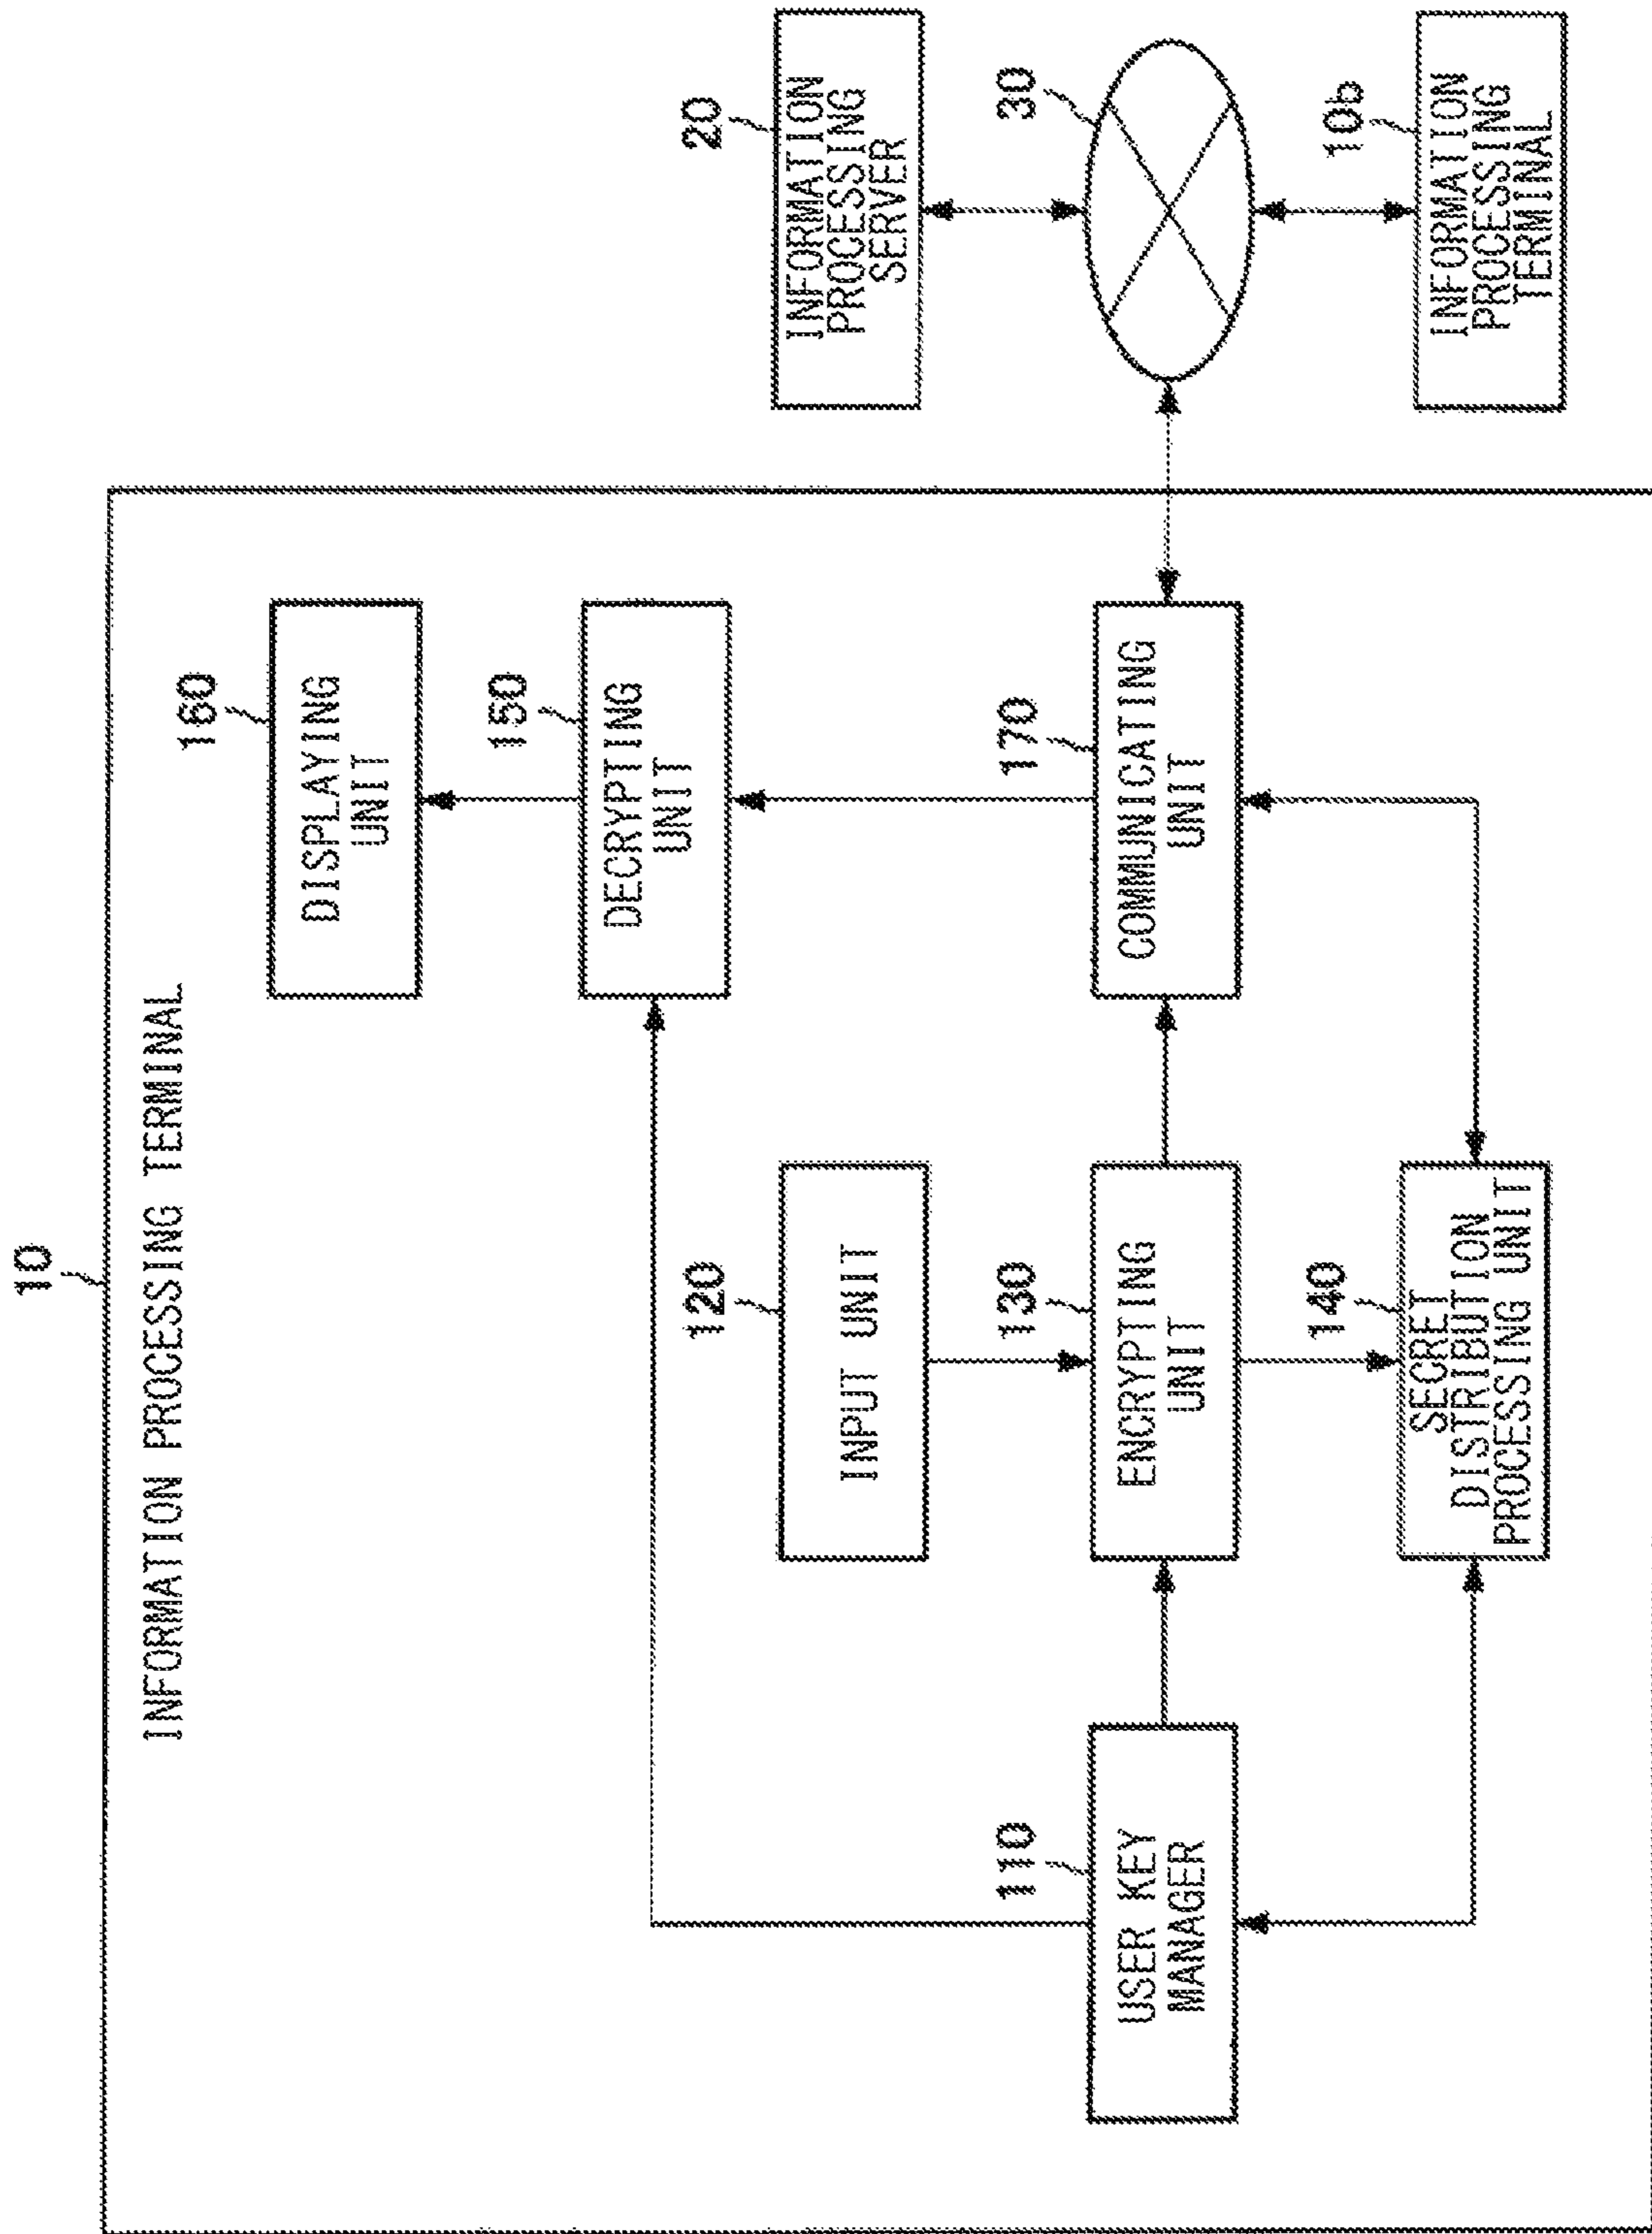 10
INFORMATION PROCESSING TERMINAL
160
DISPLAYING
UNIT
150
DECRYPTING
UNIT
120
INPUT UNIT
20
INFORMATION
PROCESSING
SERVER
110
USER KEY
MANAGER
130
ENCRYPTING
UNIT
170
COMMUNICATING
UNIT
30
140
SECRET
DISTRIBUTION
PROCESSING UNIT
10b
INFORMATION
PROCESSING
TERMINAL